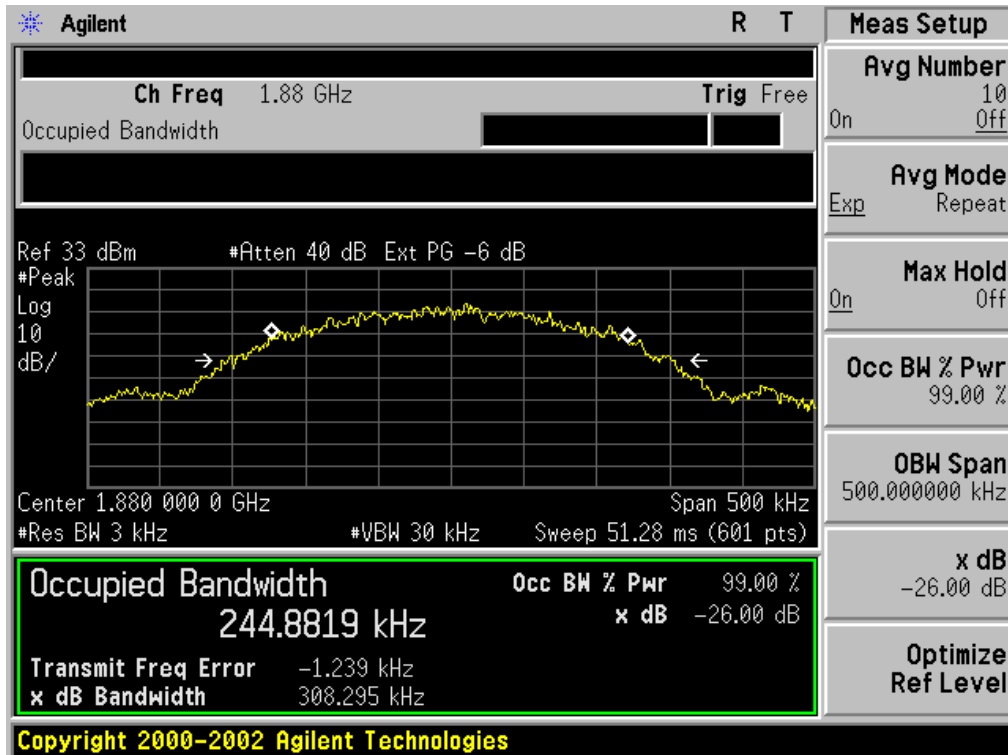 Agilent R T
Ch Freq 1.88 GHz Trig Free
Occupied Bandwidth
Ref 33 dBm #Atten 40 dB Ext PG -6 dB
#Peak
Log
10
dB/
Center 1.880 000 0 GHz Span 500 kHz
#Res BW 3 kHz #VBW 30 kHz Sweep 51.28 ms (601 pts)
Occupied Bandwidth Occ BW % Pwr 99.00 %
244.8819 kHz x dB -26.00 dB
Transmit Freq Error -1.239 kHz
x dB Bandwidth 308.295 kHz
Copyright 2000-2002 Agilent Technologies
Meas Setup
Avg Number
10
On Off
Avg Mode
Exp Repeat
Max Hold
On Off
Occ BW % Pwr
99.00 %
OBW Span
500.000000 kHz
x dB
-26.00 dB
Optimize
Ref Level